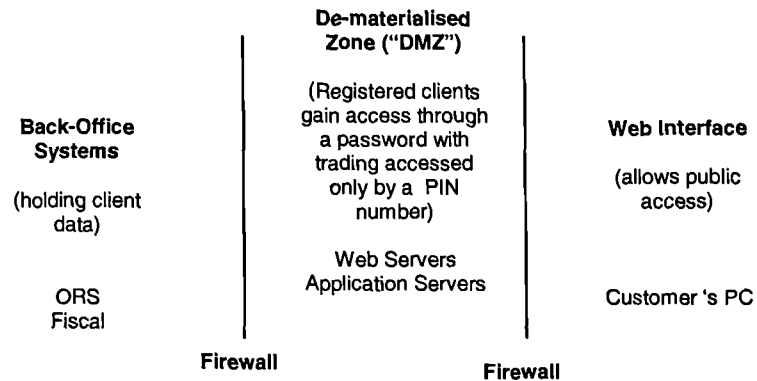 De-materialised
Zone ("DMZ")
(Registered clients
gain access through
a password with
trading accessed
only by a PIN
number)
Web Servers
Application Servers
Back-Office
Systems
(holding client
data)
ORS
Fiscal
Web Interface
(allows public
access)
Customer 's PC
Firewall
Firewall